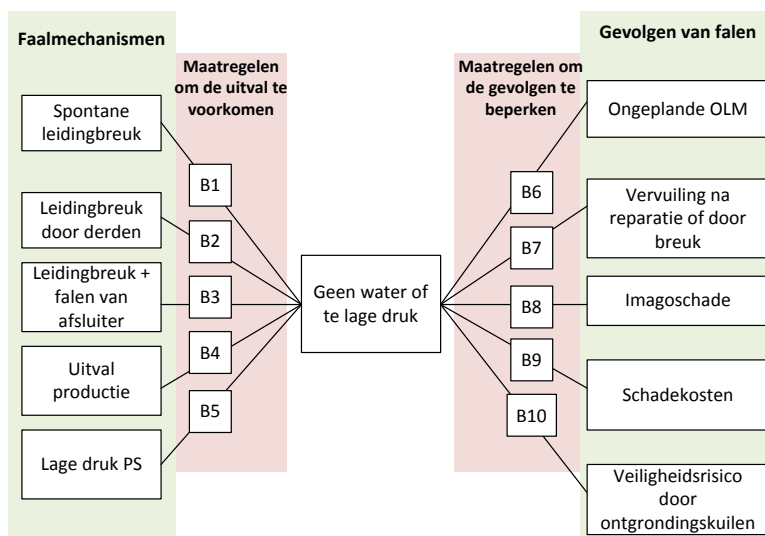 Faalmechanismen
Maatregelen
om de uitval te
voorkomen
Spontane
leidingbreuk
Leidingbreuk
door derden
Leidingbreuk +
falen van
afsluiter
Uitval
productie
Lage druk PS
B1
B2
B3
B4
B5
Geen water of
te lage druk
Maatregelen om
de gevolgen te
beperken
B6
B7
B8
B9
B10
Gevolgen van falen
Ongeplande OLM
Vervuiling na
reparatie of door
breuk
Imagoschade
Schadekosten
Veiligheidsrisico
door
ontgrondingskuilen